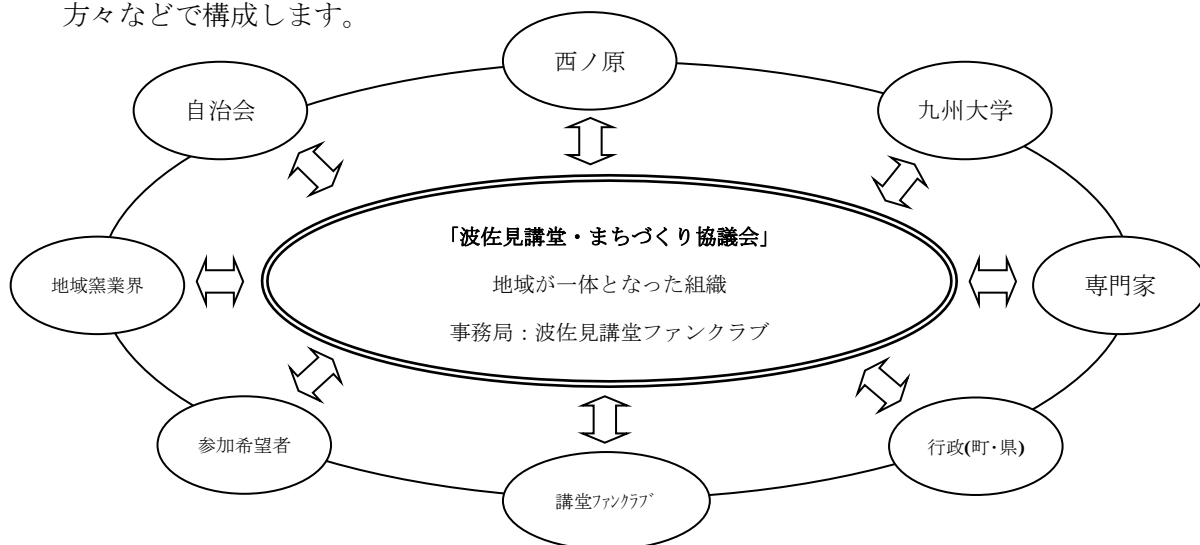 方々などで構成します。
西ノ原
自治会
九州大学
「波佐見講堂・まちづくり協議会」
地域が一体となった組織
事務局：波佐見講堂ファンクラブ
地域窯業界
専門家
参加希望者
行政(町・県)
講堂ﾌｧﾝｸﾗﾌﾞ